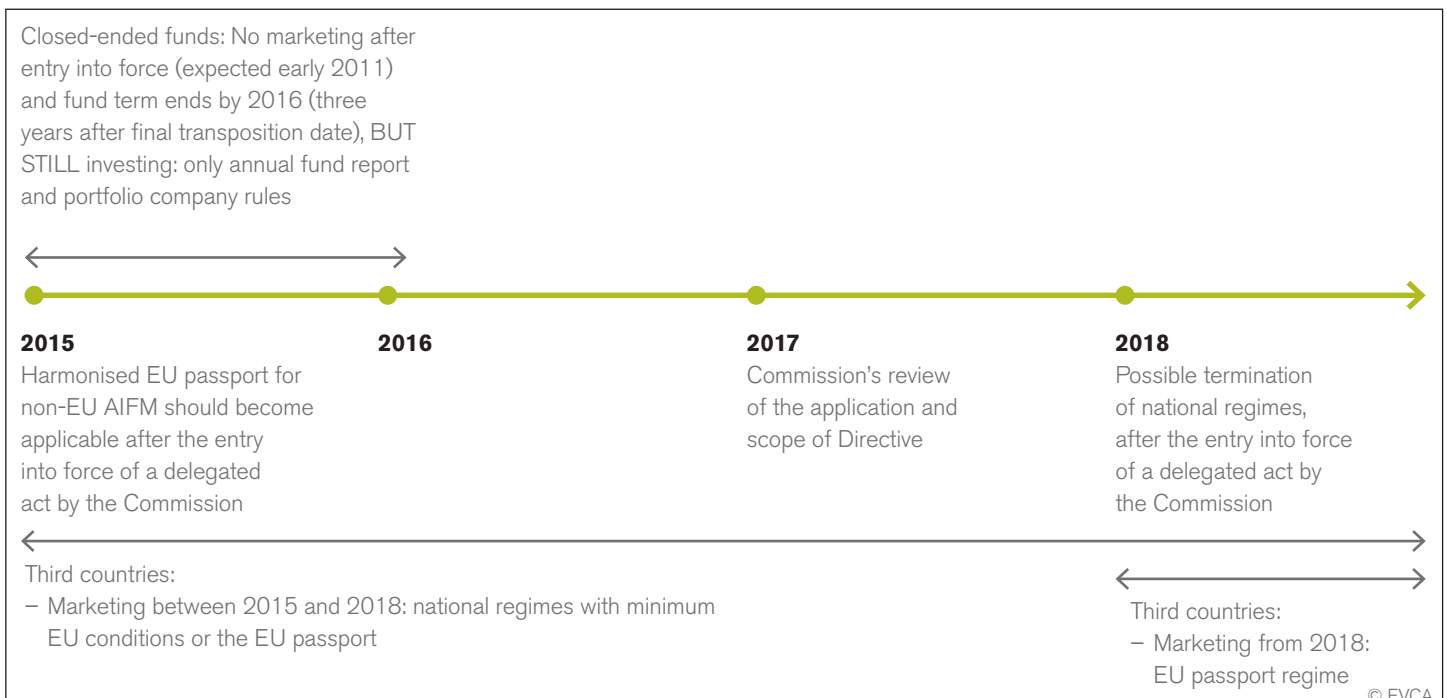 Closed-ended funds: No marketing after
entry into force (expected early 2011)
and fund term ends by 2016 (three
years after final transposition date), BUT
STILL investing: only annual fund report
and portfolio company rules
2015
Harmonised EU passport for
non-EU AIFM should become
applicable after the entry
into force of a delegated
act by the Commission
2016
2017
Commission's review
of the application and
scope of Directive
2018
Possible termination
of national regimes,
after the entry into force
of a delegated act by
the Commission
Third countries:
– Marketing between 2015 and 2018: national regimes with minimum
EU conditions or the EU passport
Third countries:
– Marketing from 2018:
EU passport regime
© EVCA